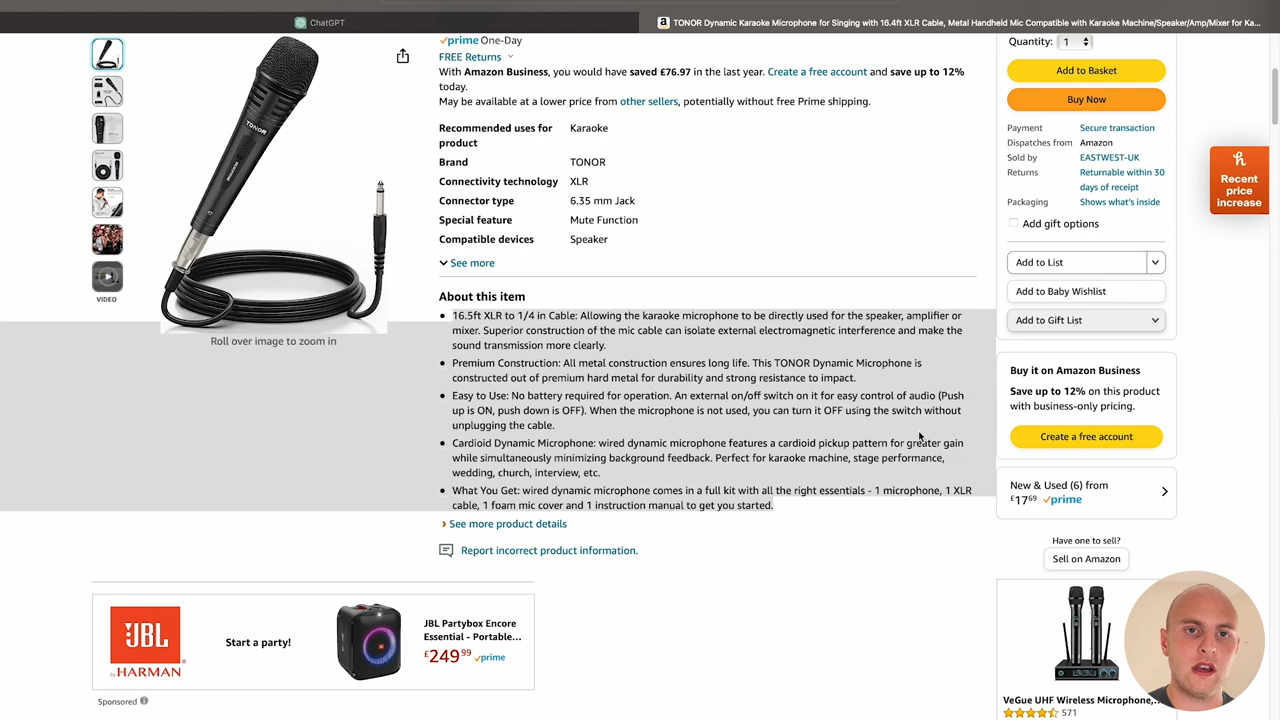 ChatGPT
TONOR Dynamic Karaoke Microphone for Singing with 16.4ft XLR Cable, Metal Handheld Mic Compatible with Karaoke Machine/Speaker/Amp/Mixer for Ka...
prime One-Day
FREE Returns
With Amazon Business, you would have saved £76.97 in the last year. Create a free account and save up to 12%
today.
May be available at a lower price from other sellers, potentially without free Prime shipping.
Recommended uses for Karaoke
product
Brand TONOR
Connectivity technology XLR
Connector type 6.35 mm Jack
Special feature Mute Function
Compatible devices Speaker
See more
About this item
16.5ft XLR to 1/4 in Cable: Allowing the karaoke microphone to be directly used for the speaker, amplifier or
mixer. Superior construction of the mic cable can isolate external electromagnetic interference and make the
sound transmission more clearly.
Premium Construction: All metal construction ensures long life. This TONOR Dynamic Microphone is
constructed out of premium hard metal for durability and strong resistance to impact.
Easy to Use: No battery required for operation. An external on/off switch on it for easy control of audio (Push
up is ON, push down is OFF). When the microphone is not used, you can turn it OFF using the switch without
unplugging the cable.
Cardioid Dynamic Microphone: wired dynamic microphone features a cardioid pickup pattern for greater gain
while simultaneously minimizing background feedback. Perfect for karaoke machine, stage performance,
wedding, church, interview, etc.
What You Get: wired dynamic microphone comes in a full kit with all the right essentials - 1 microphone, 1 XLR
cable, 1 foam mic cover and 1 instruction manual to get you started.
See more product details
Report incorrect product information.
TONOR
VIDEO
Roll over image to zoom in
JBL
by HARMAN
Start a party!
JBL Partybox Encore
Essential - Portable...
£249.99 prime
Sponsored
Quantity: 1
Add to Basket
Buy Now
Payment Secure transaction
Dispatches from Amazon
Sold by EASTWEST-UK
Returns Returnable within 30
days of receipt
Packaging Shows what's inside
Add gift options
Add to List
Add to Baby Wishlist
Add to Gift List
Buy it on Amazon Business
Save up to 12% on this product
with business-only pricing.
Create a free account
New & Used (6) from
£17.69 prime
Have one to sell?
Sell on Amazon
VeGue UHF Wireless Microphone,...
571
Recent
price
increase